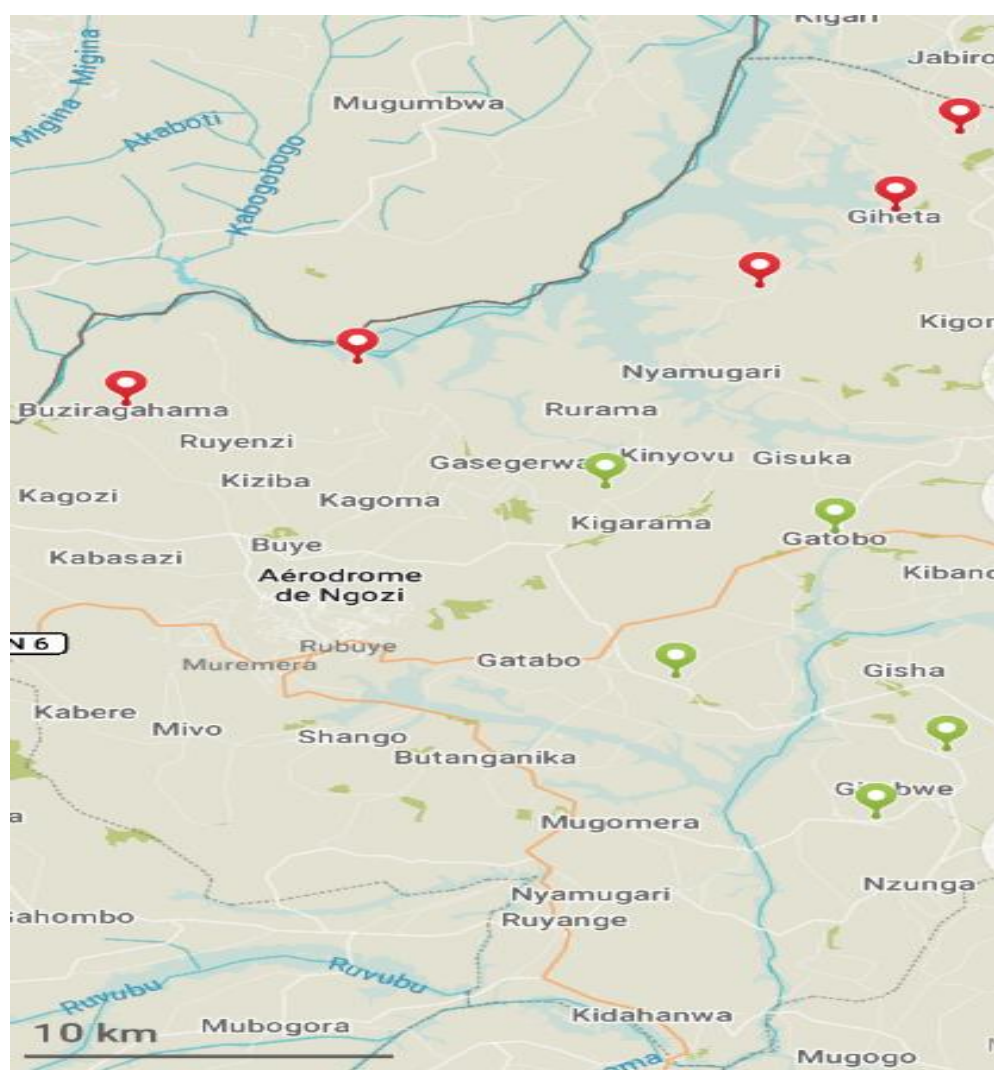 Kigari
Jabiro
Migina
Migina
Mugumbwa
Akaboti
Kabogobogo
Giheta
Kigor
Nyamugari
Buziragahama
Rurama
Ruyenzi
Gasegerwa
Kinyovu
Gisuka
Kiziba
Kagozi
Kagoma
Kigarama
Gatobo
Buye
Kabasazi
Aérodrome
de Ngozi
Kibano
N 6
Rubuye
Muremera
Gatabo
Gisha
Kabere
Mivo
Shango
Butanganika
a
Mugomera
Nzunga
Nyamugari
Gahombo
Ruyange
Ruvubu
Ruvubu
Kidahanwa
Mubogora
10 km
Mugogo